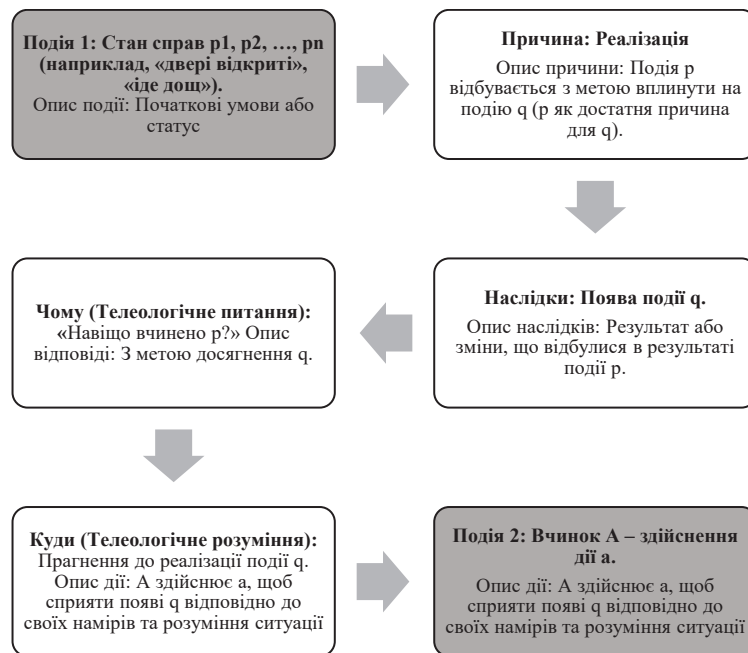 Подія 1: Стан справ p1, p2, …, pn
(наприклад, «двері відкриті»,
«іде дощ»).
Опис події: Початкові умови або
статус
Причина: Реалізація
Опис причини: Подія p
відбувається з метою вплинути на
подію q (p як достатня причина
для q).
Наслідки: Поява події q.
Опис наслідків: Результат або
зміни, що відбулися в результаті
події p.
Чому (Телеологічне питання):
«Навіщо вчинено p?» Опис
відповіді: З метою досягнення q.
Куди (Телеологічне розуміння):
Прагнення до реалізації події q.
Опис дії: А здійснює а, щоб
сприяти появі q відповідно до
своїх намірів та розуміння ситуації
Подія 2: Вчинок А – здійснення
дії а.
Опис дії: А здійснює а, щоб
сприяти появі q відповідно до
своїх намірів та розуміння ситуації